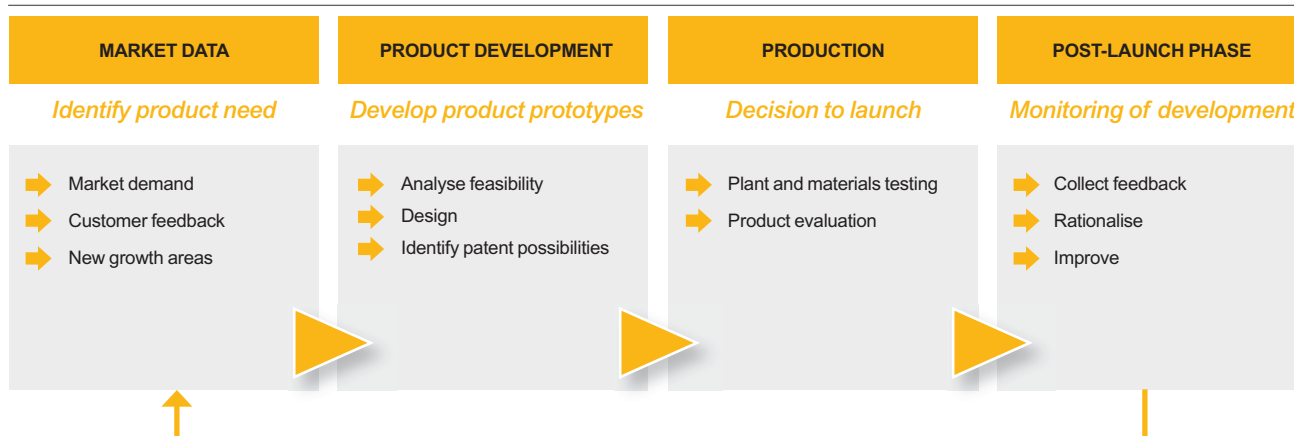 MARKET DATA
Identify product need
Market demand
Customer feedback
New growth areas
PRODUCT DEVELOPMENT
Develop product prototypes
Analyse feasibility
Design
Identify patent possibilities
PRODUCTION
Decision to launch
Plant and materials testing
Product evaluation
POST-LAUNCH PHASE
Monitoring of development
Collect feedback
Rationalise
Improve